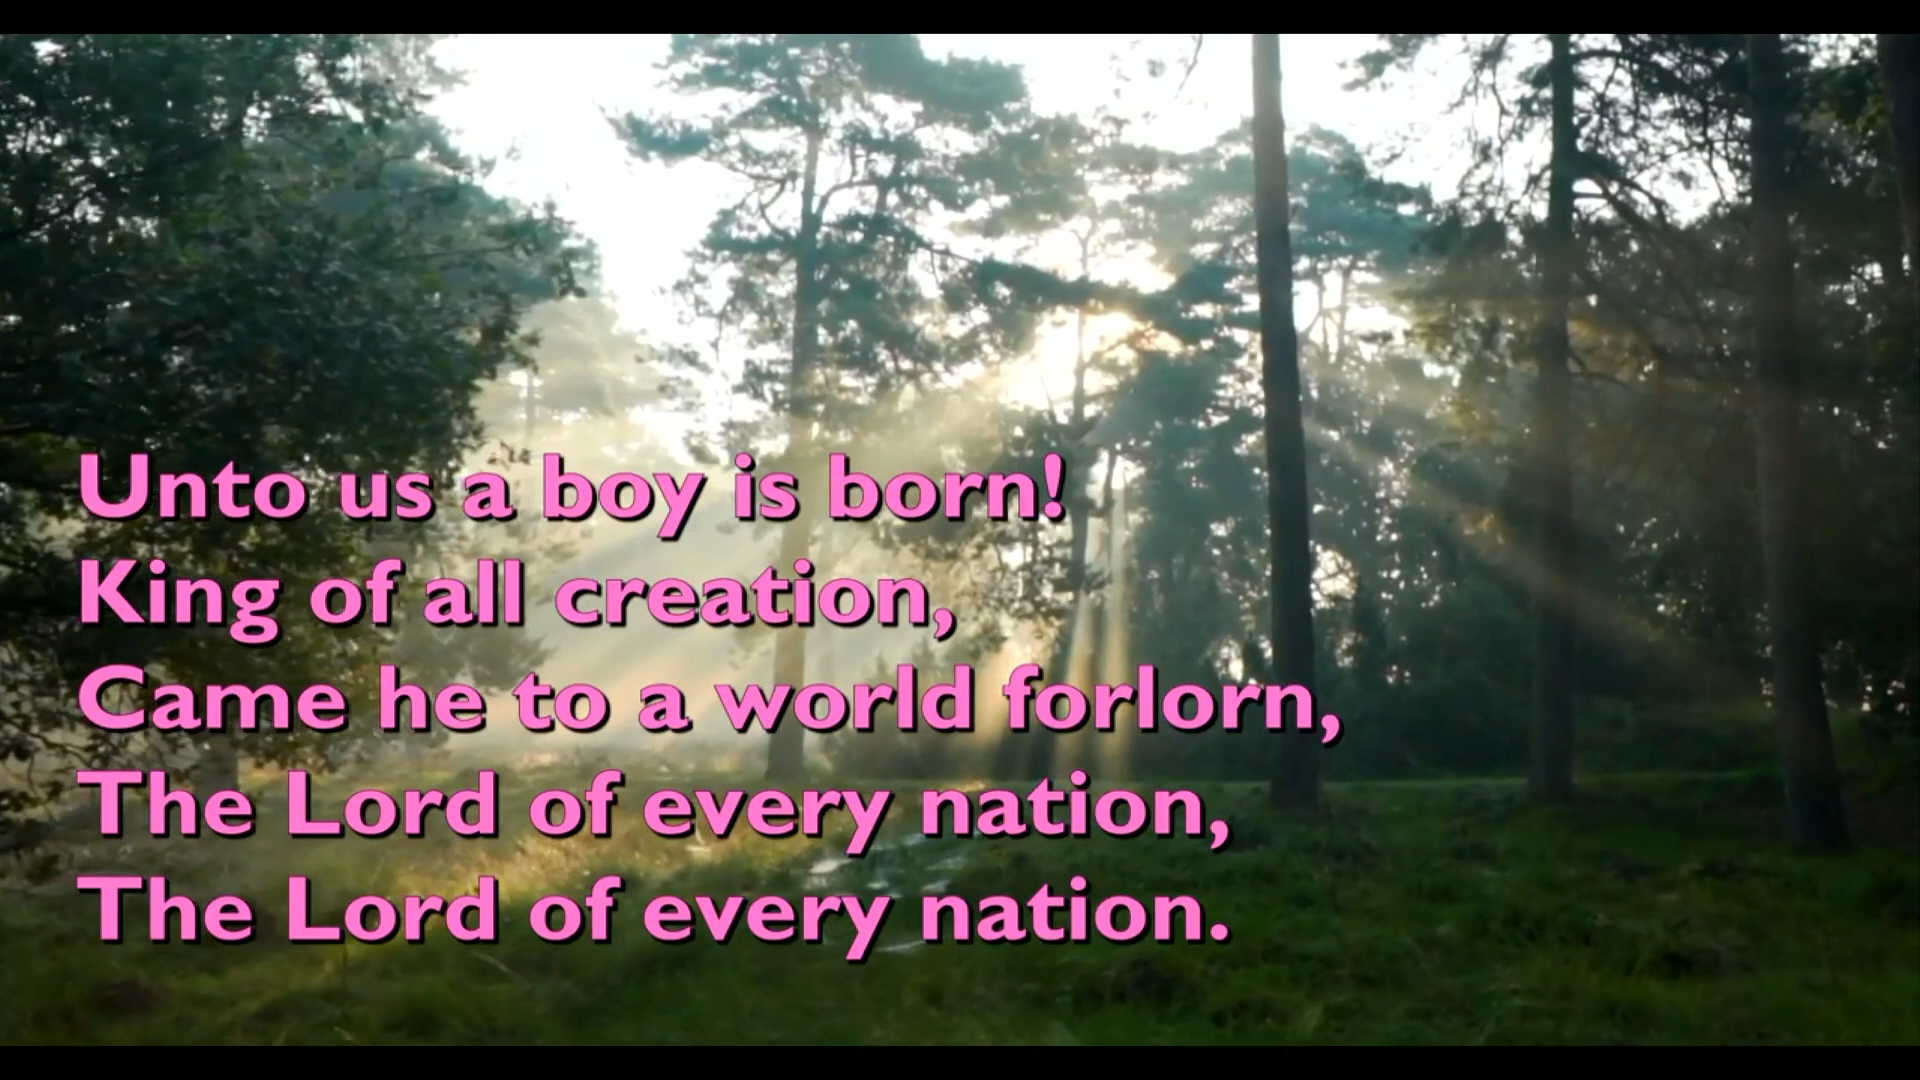 Unto us a boy is born!
King of all creation,
Came he to a world forlorn,
The Lord of every nation,
The Lord of every nation.